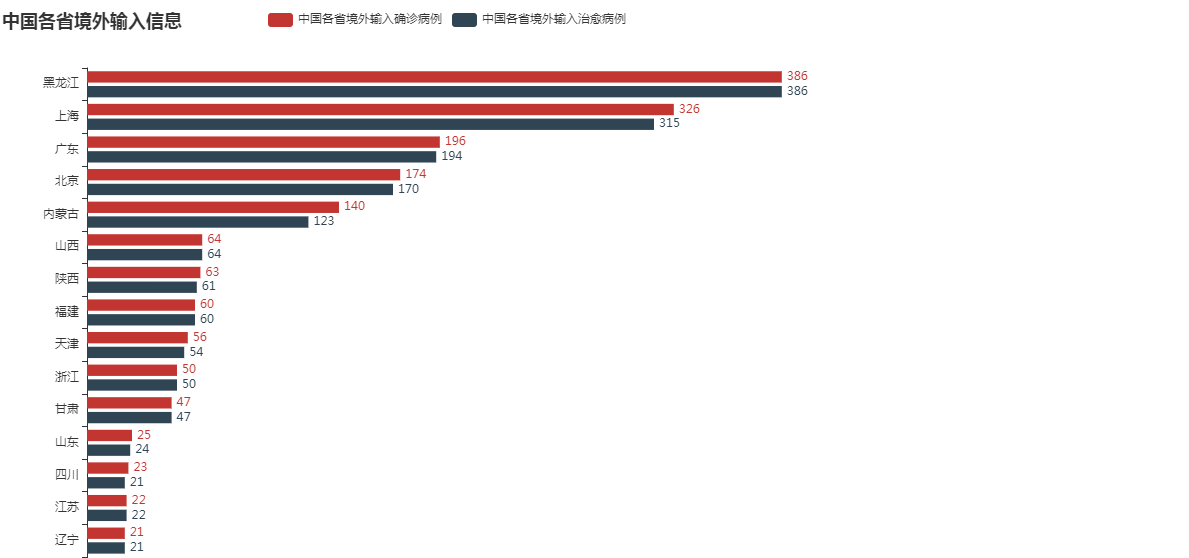 中国各省境外输入信息
中国各省境外输入确诊病例
中国各省境外输入治愈病例
黑龙江 386
386
上海 326
315
广东 196
194
北京 174
170
内蒙古 140
123
山西 64
64
陕西 63
61
福建 60
60
天津 56
54
浙江 50
50
甘肃 47
47
山东 25
24
四川 23
21
江苏 22
22
辽宁 21
21